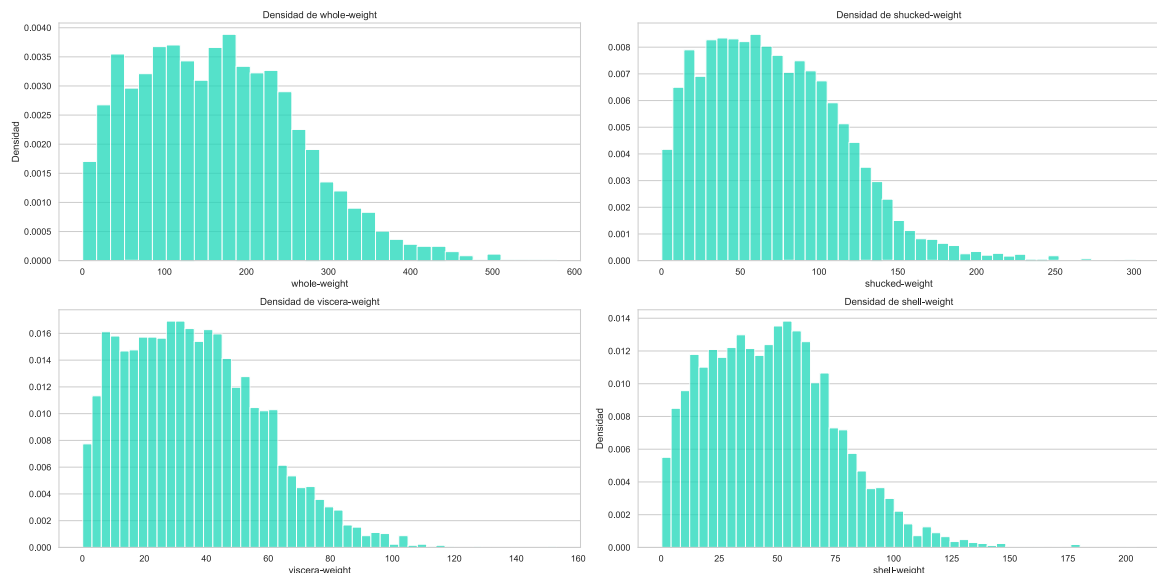 Densidad de whole-weight
0.0040
0.0035
0.0030
0.0025
0.0020
0.0015
0.0010
0.0005
0.0000
Densidad
0 100 200 300 400 500 600
whole-weight
Densidad de shucked-weight
0.008
0.007
0.006
0.005
0.004
0.003
0.002
0.001
0.000
0 50 100 150 200 250 300
shucked-weight
Densidad de viscera-weight
0.016
0.014
0.012
0.010
0.008
0.006
0.004
0.002
0.000
0 20 40 60 80 100 120 140 160
viscera-weight
Densidad de shell-weight
0.014
0.012
0.010
0.008
0.006
0.004
0.002
0.000
Densidad
0 25 50 75 100 125 150 175 200
shell-weight